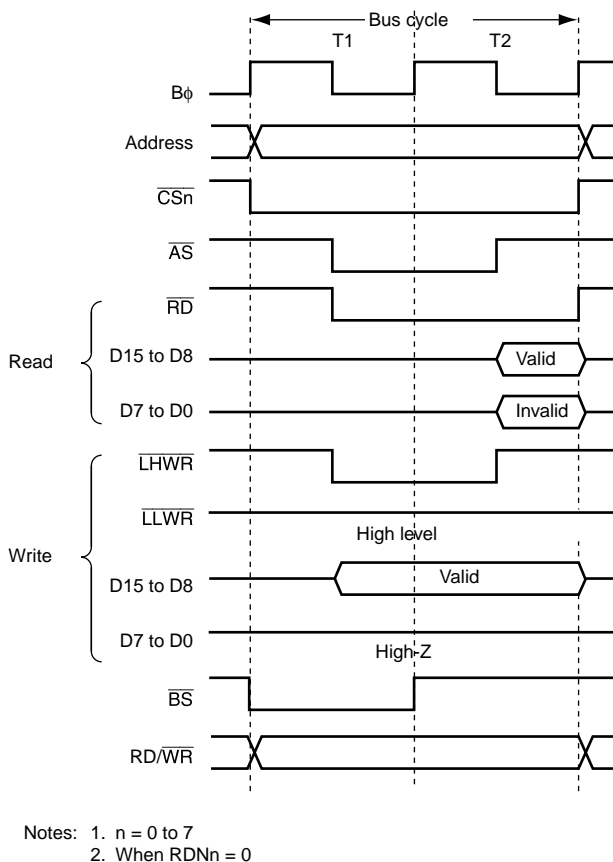 Bus cycle
T1 T2
Bφ
Address
CSn
AS
RD
Read
D15 to D8
Valid
D7 to D0
Invalid
LHWR
LLWR
High level
Write
D15 to D8
Valid
D7 to D0
High-Z
BS
RD/WR
Notes: 1. n = 0 to 7
2. When RDNn = 0